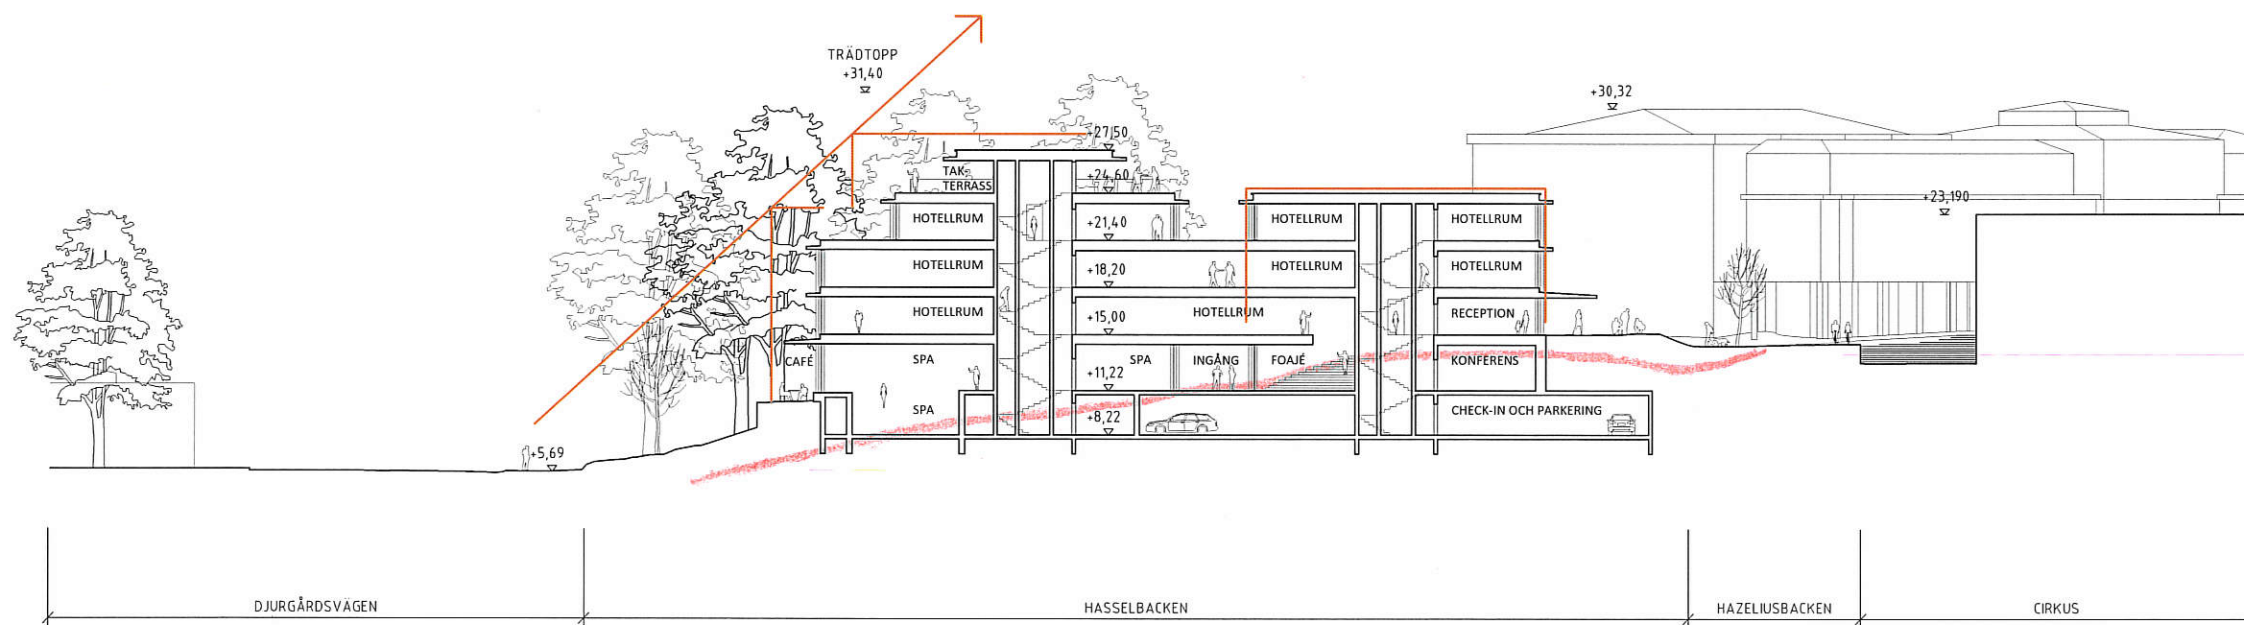 TRÄDTOPP
+31,40
+30,32
+27,50
TAK-
TERRASS
+24,60
+23,190
HOTELLRUM
+21,40
HOTELLRUM
HOTELLRUM
HOTELLRUM
+18,20
HOTELLRUM
HOTELLRUM
HOTELLRUM
+15,00
HOTELLRUM
RECEPTION
CAFÉ
SPA
SPA
INGÅNG
FOAJÉ
KONFERENS
+11,22
SPA
+8,22
CHECK-IN OCH PARKERING
+5,69
DJURGÅRDSVÄGEN
HASSELBACKEN
HAZELIUSBACKEN
CIRKUS